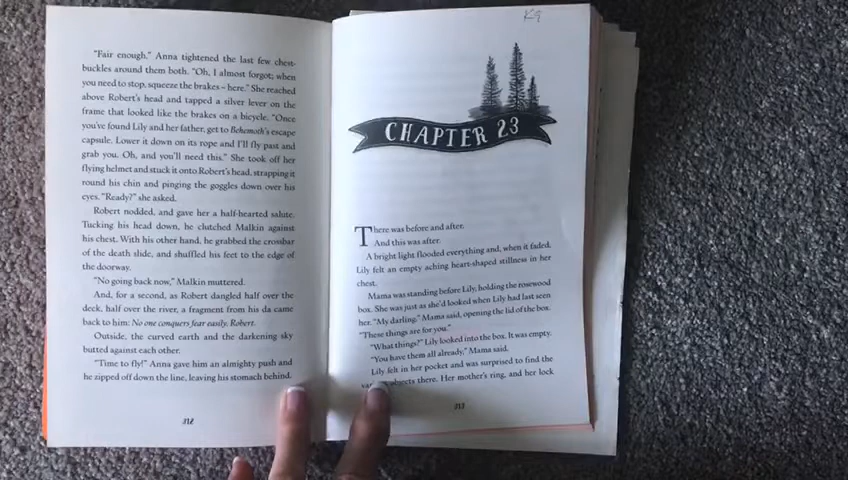 "Fair enough." Anna tightened the last few chest-
buckles around them both. "Oh, I almost forgot; when
you need to stop, squeeze the brakes – here." She reached
above Robert's head and tapped a silver lever on the
frame that looked like the brakes on a bicycle. "Once
you've found Lily and her father, get to Behemoth's escape
capsule. Lower it down on its rope and I'll fly past and
grab you. Oh, and you'll need this." She took off her
flying helmet and stuck it onto Robert's head, strapping it
round his chin and pinging the goggles down over his
eyes. "Ready?" she asked.
Robert nodded, and gave her a half-hearted salute.
Tucking his head down, he clutched Malkin against
his chest. With his other hand, he grabbed the crossbar
of the death slide, and shuffled his feet to the edge of
the doorway.
"No going back now," Malkin muttered.
And, for a second, as Robert dangled half over the
deck, half over the river, a fragment from his da came
back to him: No one conquers fear easily, Robert.
Outside, the curved earth and the darkening sky
butted against each other.
"Time to fly!" Anna gave him an almighty push and
he zipped off down the line, leaving his stomach behind.
312
K9
CHAPTER 23
There was before and after.
And this was after.
A bright light flooded everything and, when it faded,
Lily felt an empty aching heart-shaped stillness in her
chest.
Mama was standing before Lily, holding the rosewood
box. She was just as she'd looked when Lily had last seen
her. "My darling," Mama said, opening the lid of the box.
"These things are for you."
"What things?" Lily looked into the box. It was empty.
"You have them all already," Mama said.
Lily felt in her pocket and was surprised to find the
objects there. Her mother's ring, and her lock
313